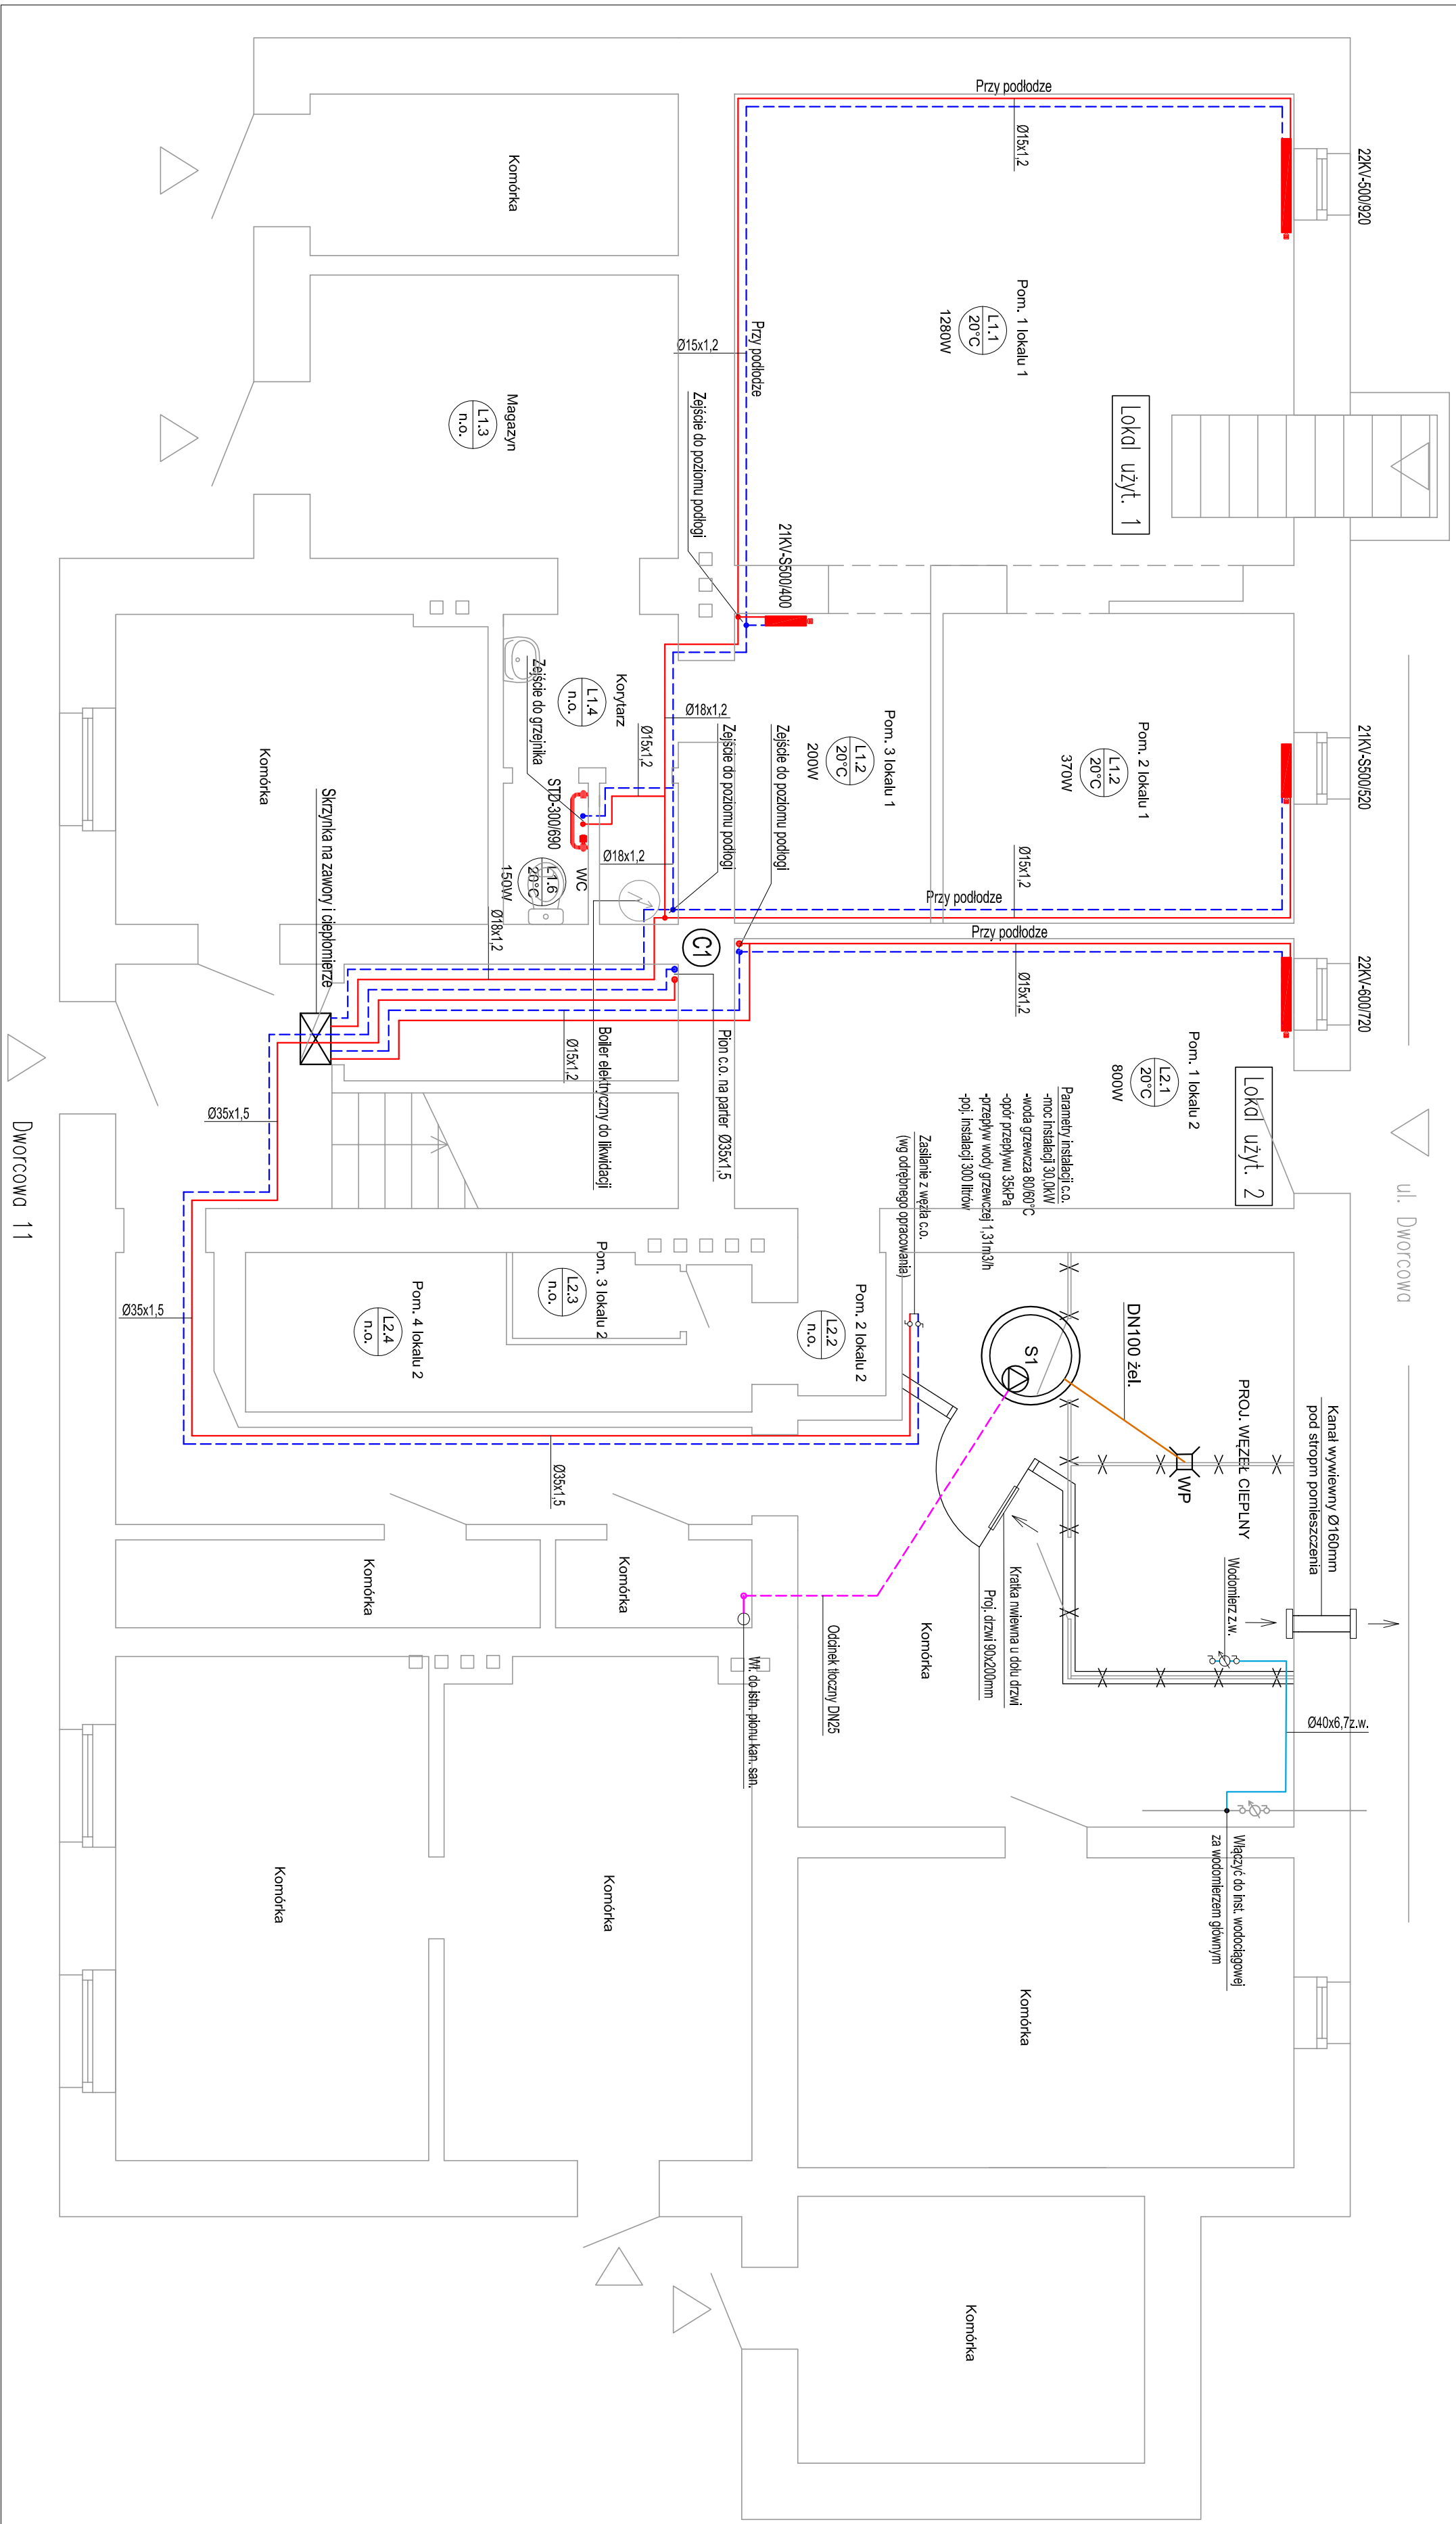 ul. Dworcowa
22KV-500/920
21KV-S500/520
22KV-600/720
Przy podłodze
Ø15x1,2
Pom. 1 lokalu 1
L1.1
20°C
1280W
Lokal użyt. 1
Pom. 2 lokalu 1
L1.2
20°C
370W
Ø15x1,2
Przy podłodze
Przy podłodze
Ø15x1,2
Pom. 1 lokalu 2
L2.1
20°C
800W
Lokal użyt. 2
Parametry instalacji c.o.
-moc instalacji 30,0kW
-woda grzewcza 80/60°C
-opór przepływu 35kPa
-przepływ wody grzewczej 1,31m3/h
-poj. instalacji 300 litrów
Zasilanie z węzła c.o.
(wg odrębnego opracowania)
DN100 żel.
S1
WP
PROJ. WĘZEŁ CIEPLNY
Kanał wywiewny Ø160mm
pod stropm pomieszczenia
Wodomierz z.w.
Ø40x6,7z.w.
Włączyć do inst. wodociągowej
za wodomierzem głównym
Kratka nwiewna u dołu drzwi
Proj. drzwi 90x200mm
Komórka
Odcinek tłoczny DN25
Wł. do istn. pionu kan. san.
Komórka
Komórka
Przy podłodze
Ø15x1,2
Zejście do poziomu podłogi
21KV-S500/400
Pom. 3 lokalu 1
L1.2
20°C
200W
Zejście do poziomu podłogi
Zejście do poziomu podłogi
Ø18x1,2
Ø15x1,2
Ø18x1,2
C1
Pion c.o. na parter Ø35x1,5
Pom. 2 lokalu 2
L2.2
n.o.
Pom. 3 lokalu 2
L2.3
n.o.
Pom. 4 lokalu 2
L2.4
n.o.
Komórka
Magazyn
L1.3
n.o.
Korytarz
L1.4
n.o.
Zejście do grzejnika
STD-300/690
WC
L1.6
20°C
150W
Ø18x1,2
Boiler elektryczny do likwidacji
Ø15x1,2
Ø35x1,5
Komórka
Komórka
Komórka
Skrzynka na zawory i ciepłomierze
Komórka
Komórka
Ø35x1,5
Ø35x1,5
Dworcowa 11